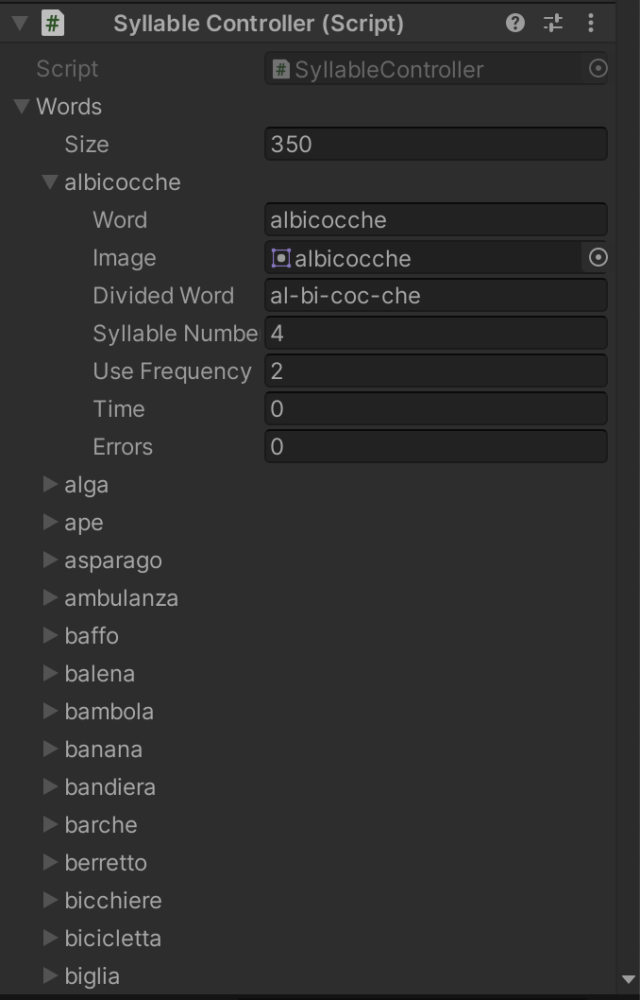 # Syllable Controller (Script)
Script # SyllableController
Words
Size 350
albicocche
Word albicocche
Image albicocche
Divided Word al-bi-coc-che
Syllable Numbe 4
Use Frequency 2
Time 0
Errors 0
alga
ape
asparago
ambulanza
baffo
balena
bambola
banana
bandiera
barche
berretto
bicchiere
bicicletta
biglia